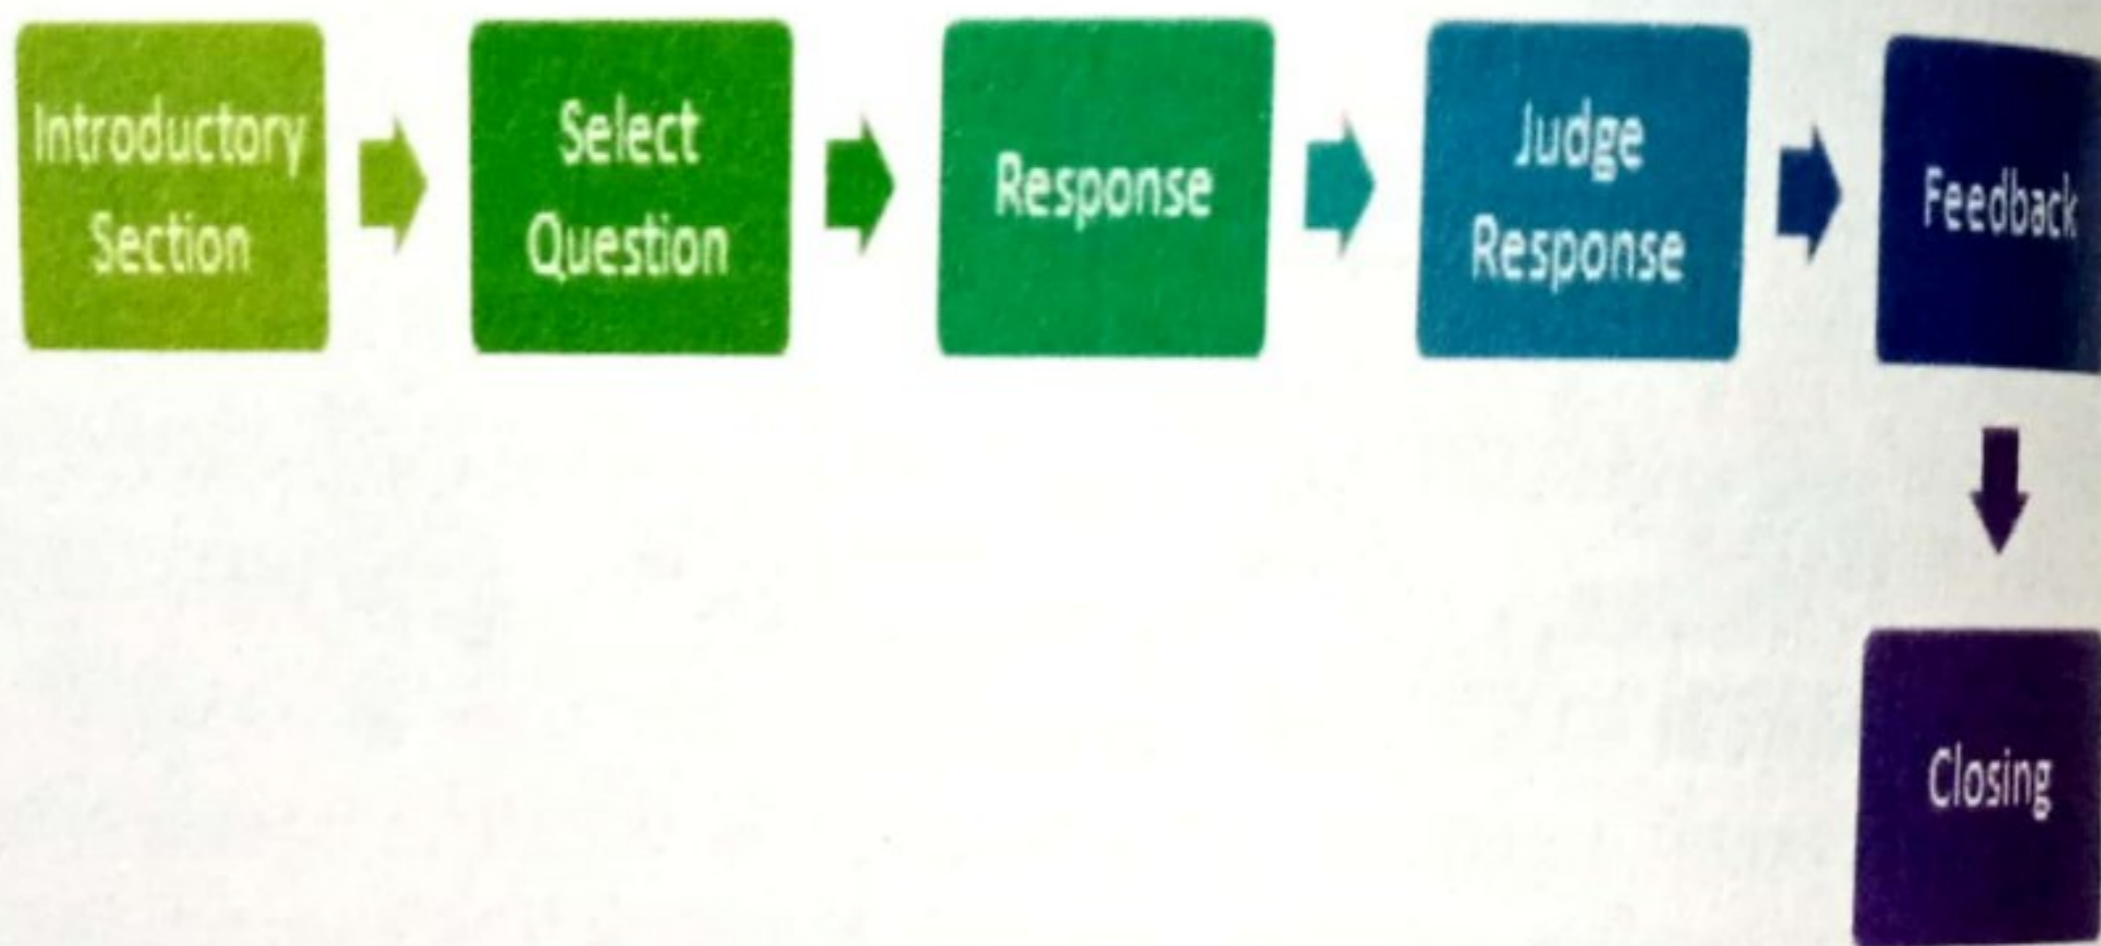 Introductory
Section
Select
Question
Response
Judge
Response
Feedback
Closing